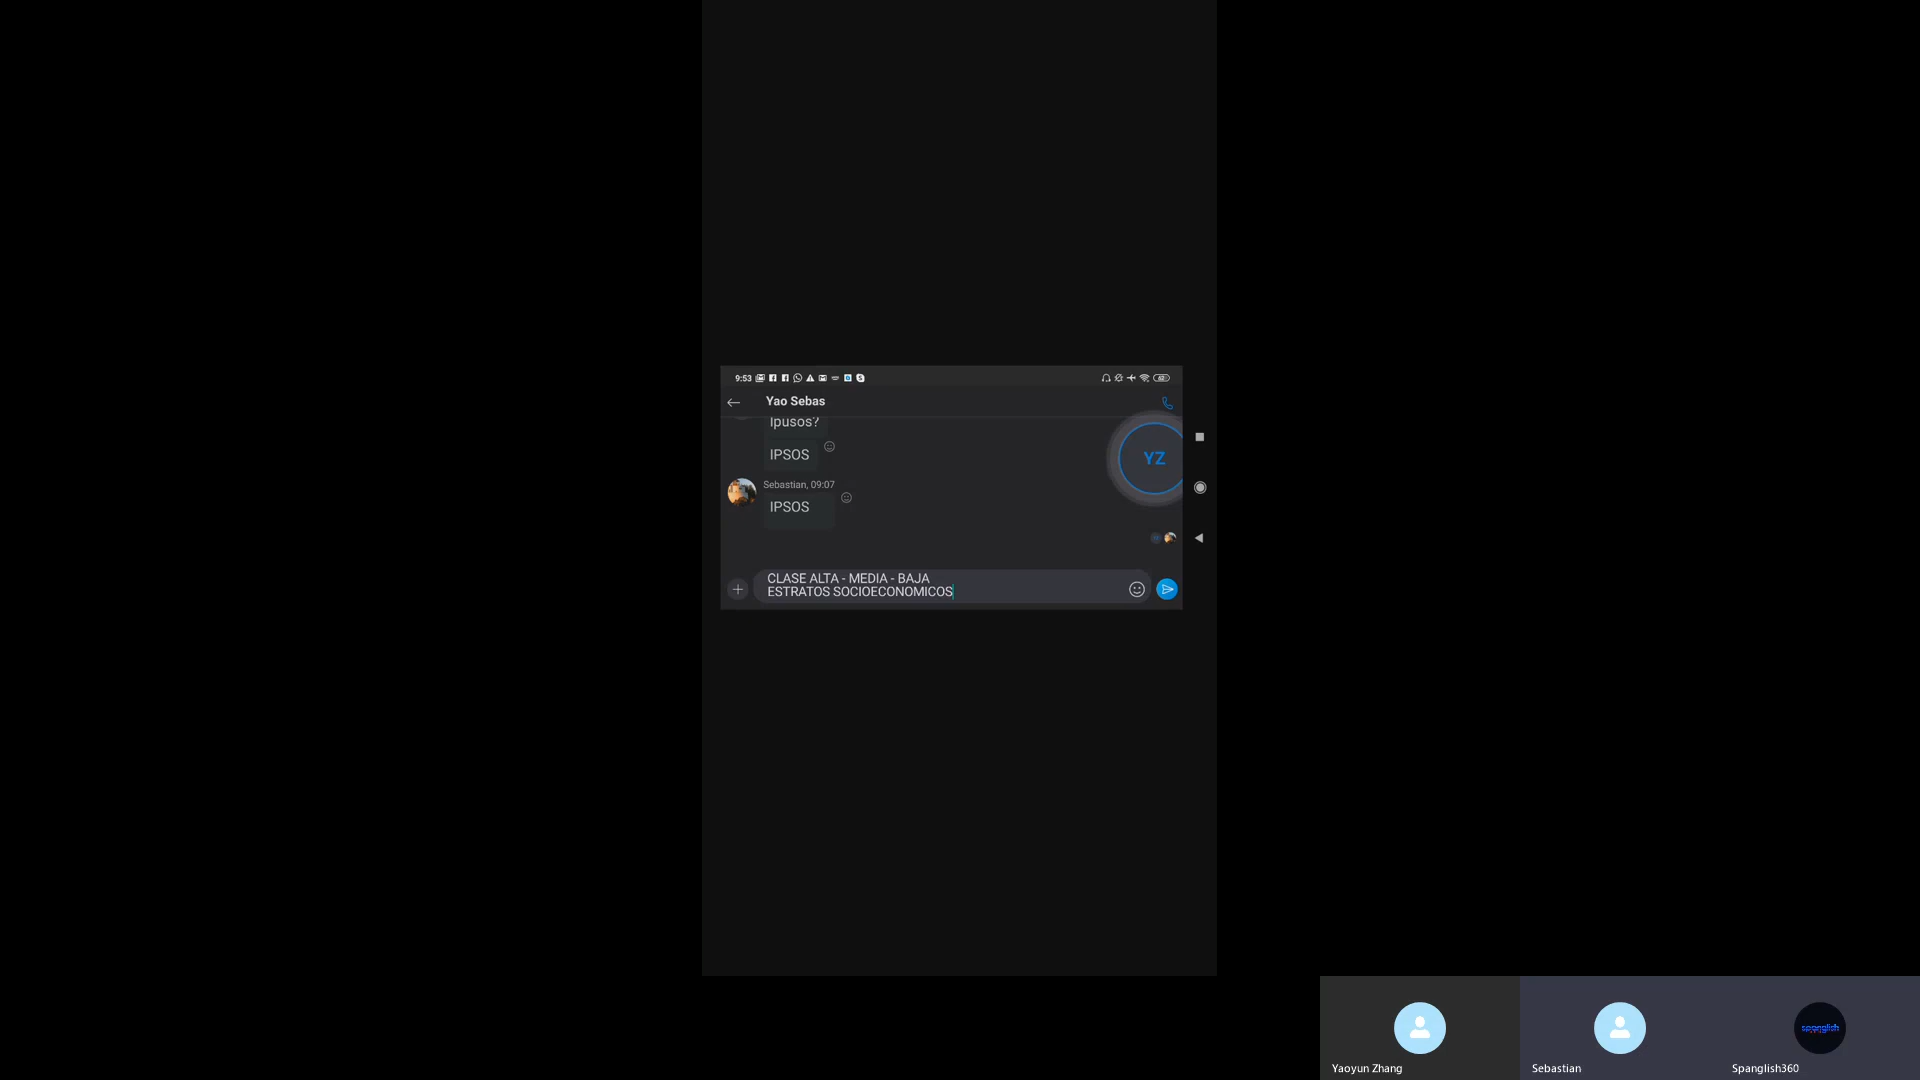 9:53
Yao Sebas
Ipusos?
IPSOS
YZ
Sebastian, 09:07
IPSOS
CLASE ALTA - MEDIA - BAJA
ESTRATOS SOCIOECONOMICOS
spanglish
Yaoyun Zhang
Sebastian
Spanglish360